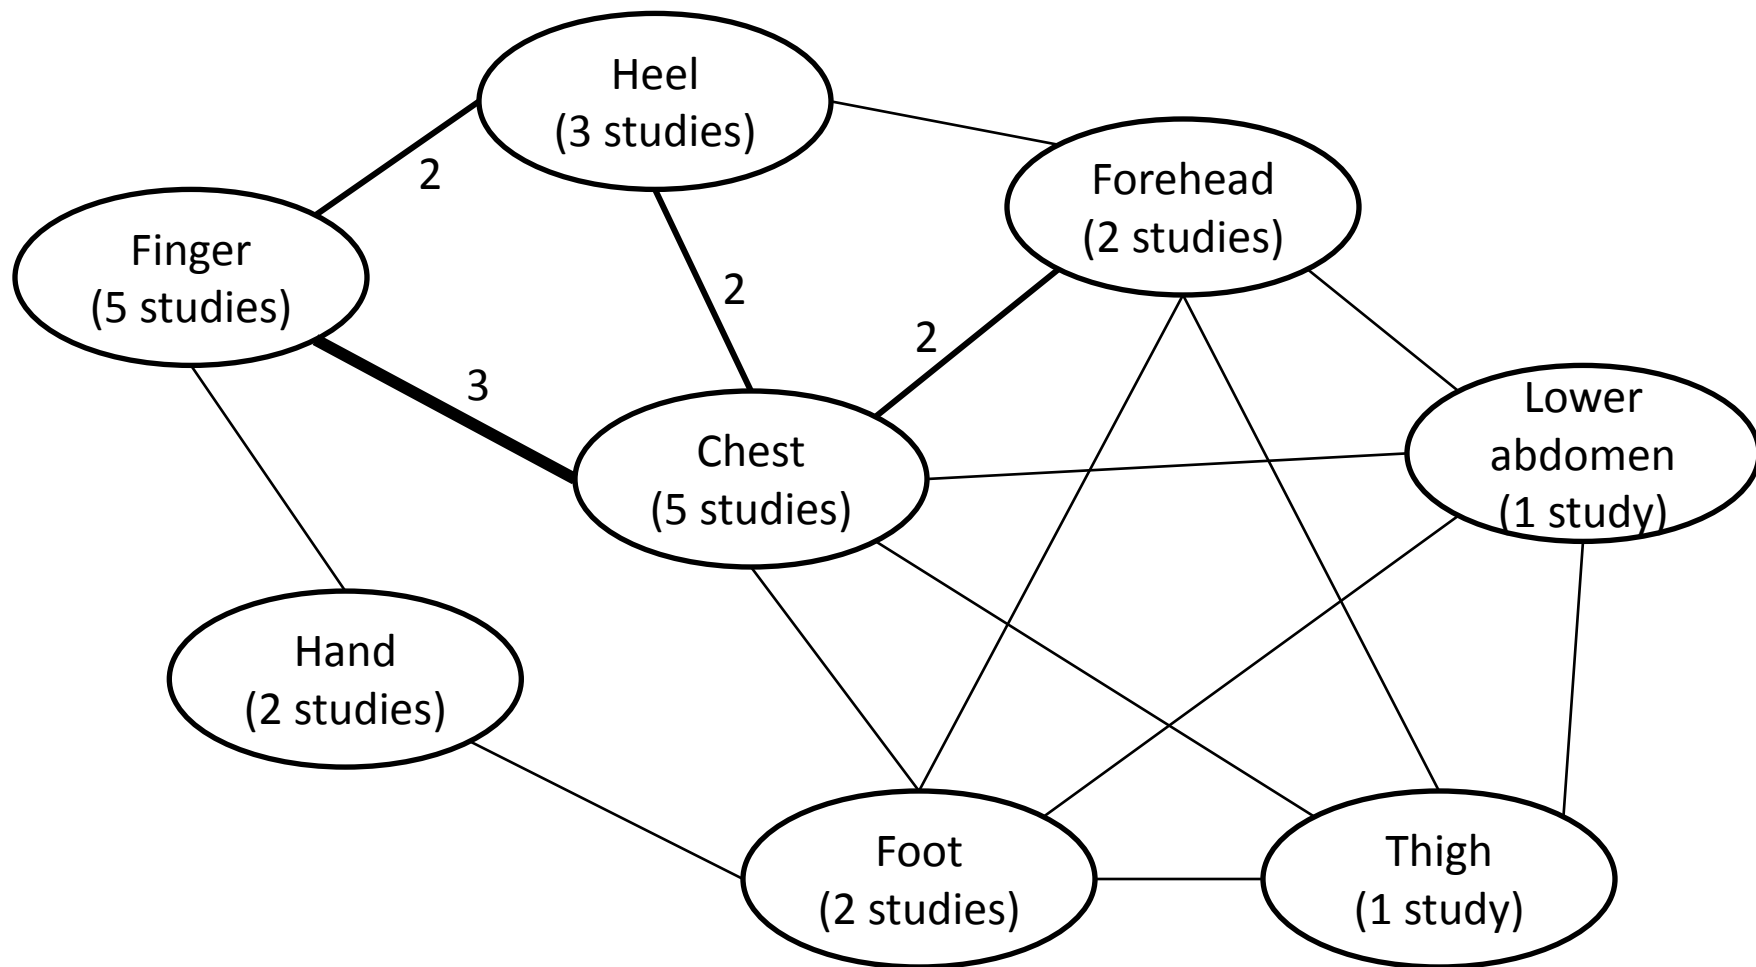 Heel
(3 studies)
2
Forehead
(2 studies)
Finger
(5 studies)
2
2
3
Lower
abdomen
(1 study)
Chest
(5 studies)
Hand
(2 studies)
Foot
(2 studies)
Thigh
(1 study)